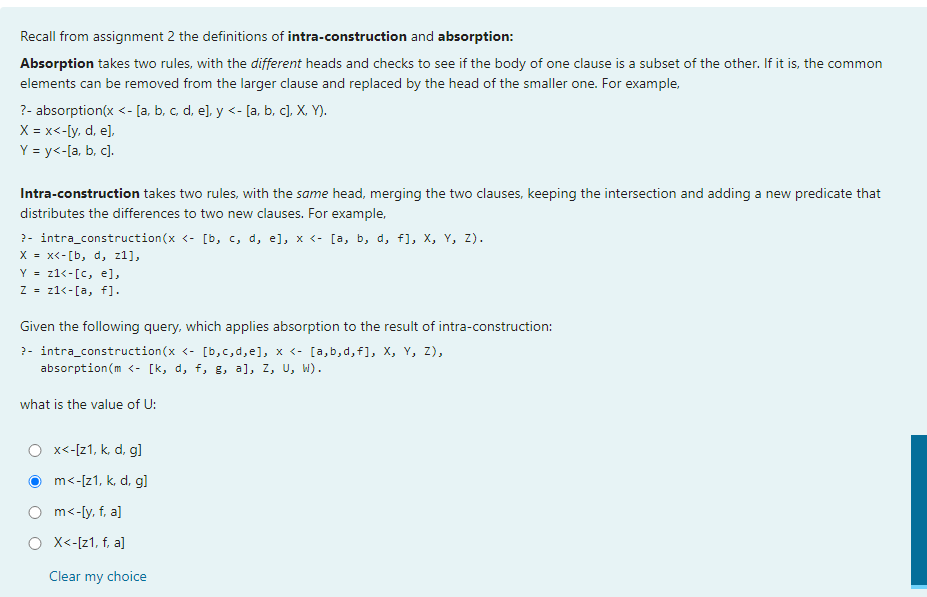 Recall from assignment 2 the definitions of intra-construction and absorption:
Absorption takes two rules, with the different heads and checks to see if the body of one clause is a subset of the other. If it is, the common
elements can be removed from the larger clause and replaced by the head of the smaller one. For example,
?- absorption(x <- [a, b, c, d, e], y <- [a, b, c], X, Y).
X = x<-[y, d, e],
Y = y<-[a, b, c].
Intra-construction takes two rules, with the same head, merging the two clauses, keeping the intersection and adding a new predicate that
distributes the differences to two new clauses. For example,
?- intra_construction(x <- [b, c, d, e], x <- [a, b, d, f], X, Y, Z).
X = x<-[b, d, z1],
Y = z1<-[c, e],
Z = z1<-[a, f].
Given the following query, which applies absorption to the result of intra-construction:
?- intra_construction(x <- [b,c,d,e], x <- [a,b,d,f], X, Y, Z),
absorption(m <- [k, d, f, g, a], Z, U, W).
what is the value of U:
x<-[z1, k, d, g]
m<-[z1, k, d, g]
m<-[y, f, a]
X<-[z1, f, a]
Clear my choice